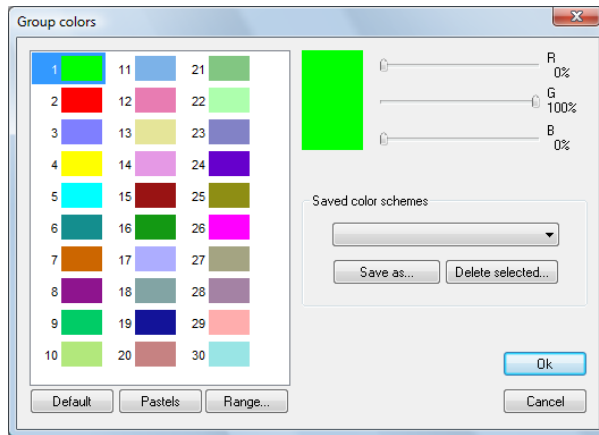 Group colors
1 11 21
2 12 22
3 13 23
4 14 24
5 15 25
6 16 26
7 17 27
8 18 28
9 19 29
10 20 30
Default Pastels Range...
R
0%
G
100%
B
0%
Saved color schemes
Save as... Delete selected...
Ok
Cancel